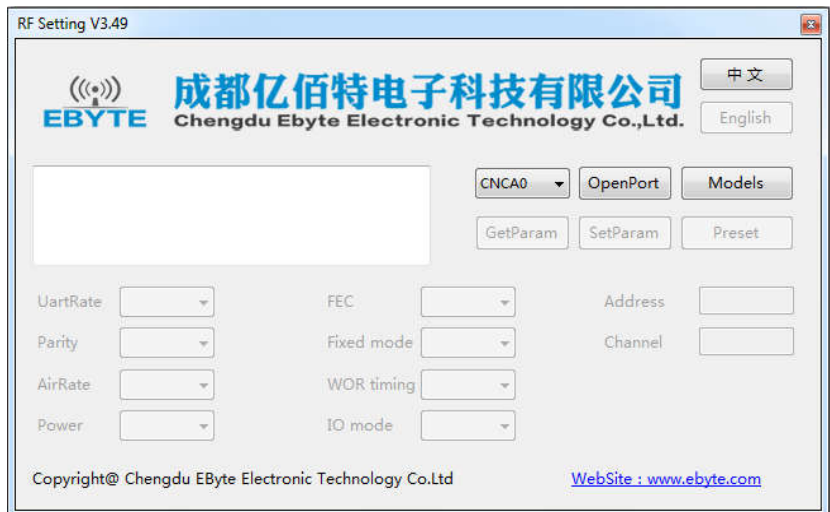 RF Setting V3.49
EBYTE
成都亿佰特电子科技有限公司
Chengdu Ebyte Electronic Technology Co.,Ltd.
中文
English
CNCA0 OpenPort Models
GetParam SetParam Preset
UartRate FEC Address
Parity Fixed mode Channel
AirRate WOR timing
Power IO mode
Copyright@ Chengdu EByte Electronic Technology Co.Ltd WebSite : www.ebyte.com